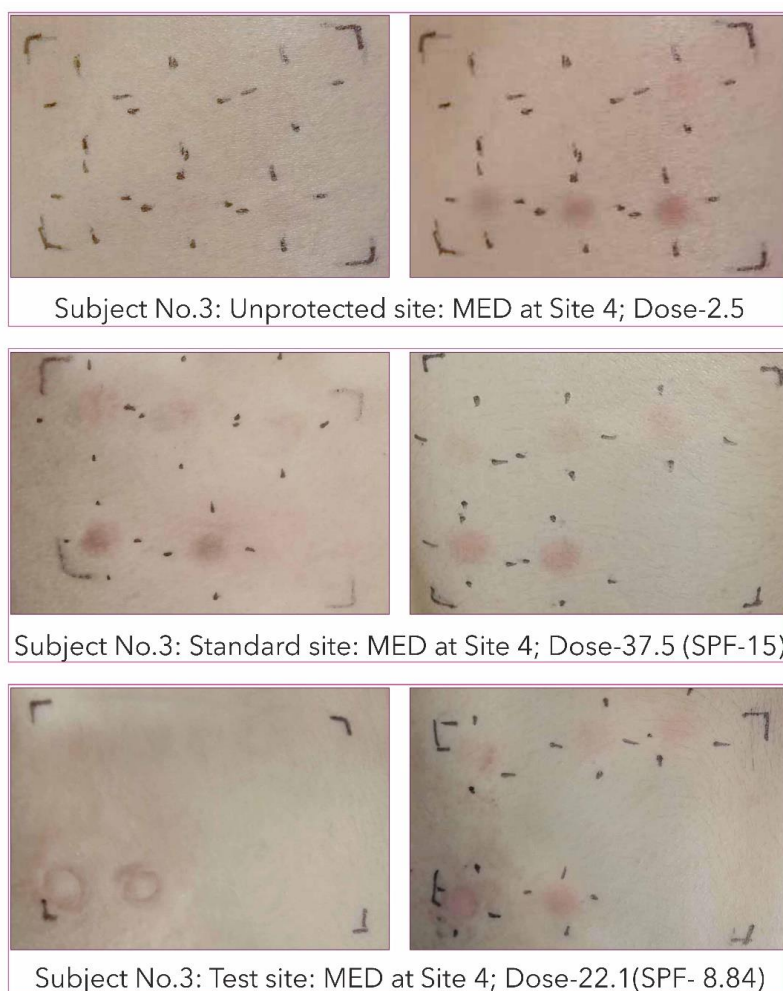 Subject No.3: Unprotected site: MED at Site 4; Dose-2.5
Subject No.3: Standard site: MED at Site 4; Dose-37.5 (SPF-15)
Subject No.3: Test site: MED at Site 4; Dose-22.1(SPF- 8.84)